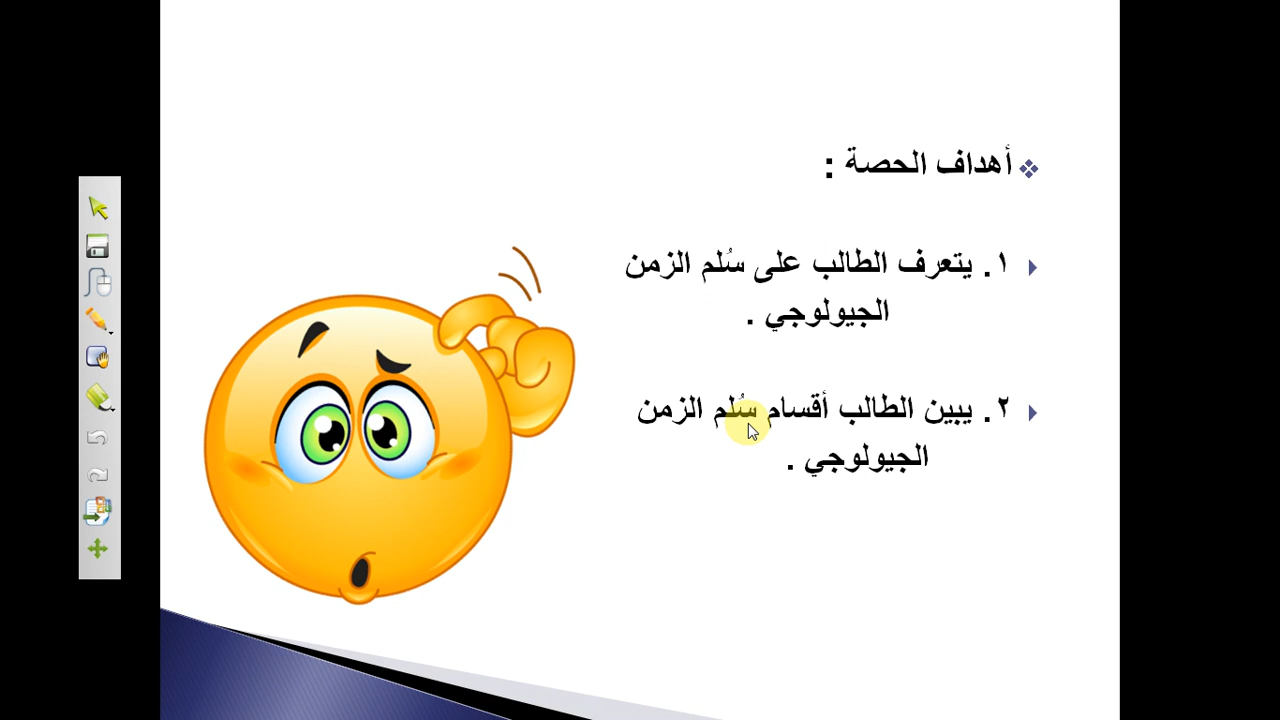 أهداف الحصة :
١. يتعرف الطالب على سُلم الزمن
الجيولوجي .
٢. يبين الطالب أقسام سُلم الزمن
الجيولوجي .